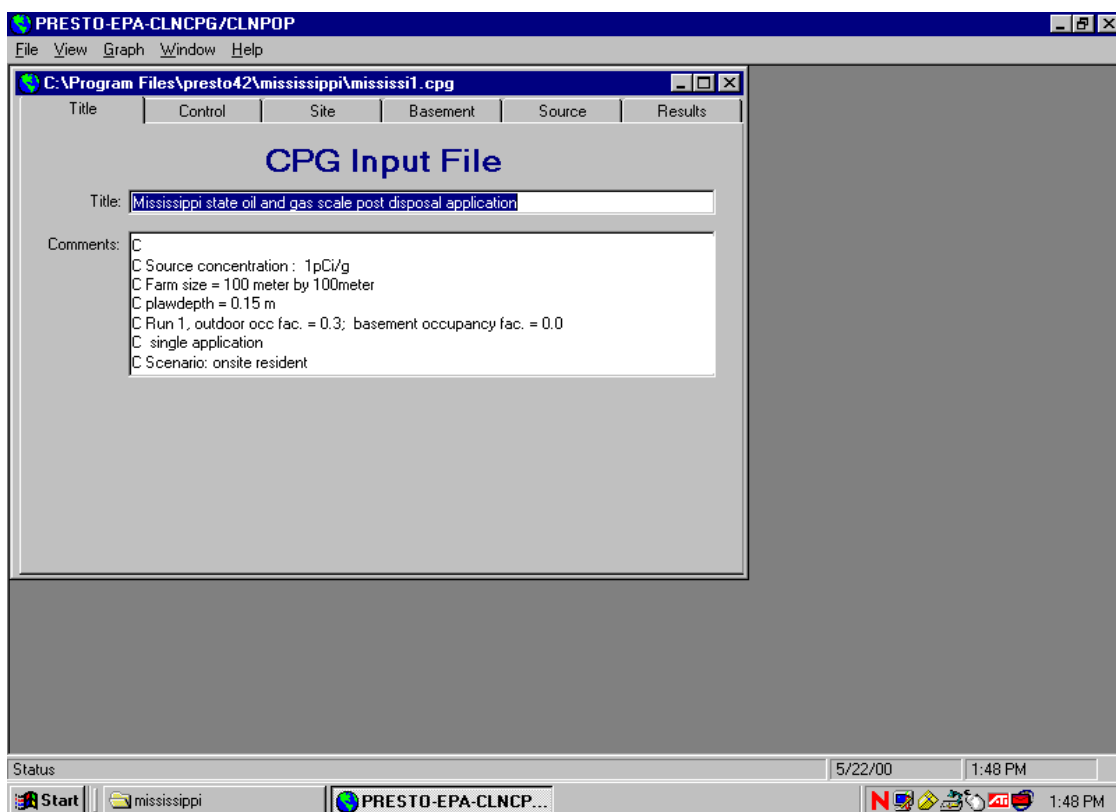 PRESTO-EPA-CLNCPG/CLNPOP
File View Graph Window Help
C:\Program Files\presto42\mississippi\mississi1.cpg
Title Control Site Basement Source Results
CPG Input File
Title: Mississippi state oil and gas scale post disposal application
Comments: C
C Source concentration : 1pCi/g
C Farm size = 100 meter by 100meter
C plawdepth = 0.15 m
C Run 1, outdoor occ fac. = 0.3; basement occupancy fac. = 0.0
C single application
C Scenario: onsite resident
Status 5/22/00 1:48 PM
Start mississippi PRESTO-EPA-CLNCP... N ATI 1:48 PM